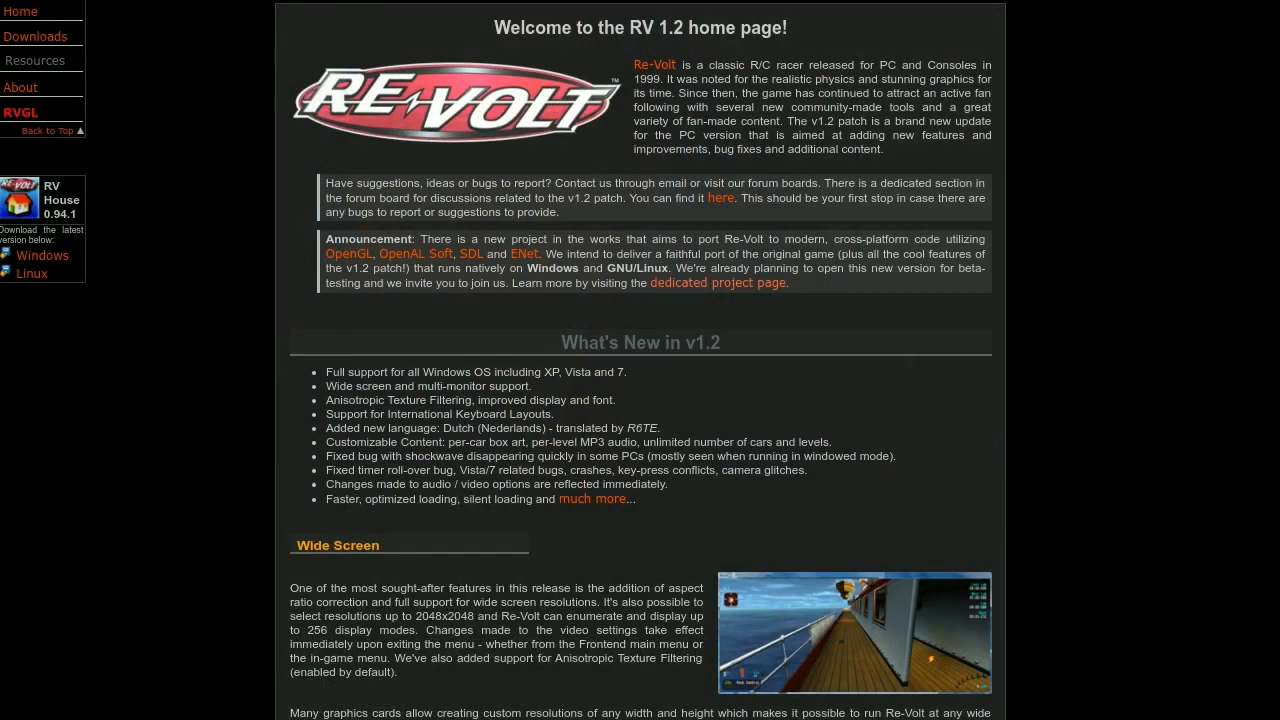 Home
Downloads
Resources
About
RVGL
Back to Top ▲
RE-VOLT
RV
House
0.94.1
Download the latest
version below:
Windows
Linux
Welcome to the RV 1.2 home page!
RE-VOLT™
Re-Volt is a classic R/C racer released for PC and Consoles in
1999. It was noted for the realistic physics and stunning graphics for
its time. Since then, the game has continued to attract an active fan
following with several new community-made tools and a great
variety of fan-made content. The v1.2 patch is a brand new update
for the PC version that is aimed at adding new features and
improvements, bug fixes and additional content.
Have suggestions, ideas or bugs to report? Contact us through email or visit our forum boards. There is a dedicated section in
the forum board for discussions related to the v1.2 patch. You can find it here. This should be your first stop in case there are
any bugs to report or suggestions to provide.
Announcement: There is a new project in the works that aims to port Re-Volt to modern, cross-platform code utilizing
OpenGL, OpenAL Soft, SDL and ENet. We intend to deliver a faithful port of the original game (plus all the cool features of
the v1.2 patch!) that runs natively on Windows and GNU/Linux. We're already planning to open this new version for beta-
testing and we invite you to join us. Learn more by visiting the dedicated project page.
What's New in v1.2
• Full support for all Windows OS including XP, Vista and 7.
• Wide screen and multi-monitor support.
• Anisotropic Texture Filtering, improved display and font.
• Support for International Keyboard Layouts.
• Added new language: Dutch (Nederlands) - translated by R6TE.
• Customizable Content: per-car box art, per-level MP3 audio, unlimited number of cars and levels.
• Fixed bug with shockwave disappearing quickly in some PCs (mostly seen when running in windowed mode).
• Fixed timer roll-over bug, Vista/7 related bugs, crashes, key-press conflicts, camera glitches.
• Changes made to audio / video options are reflected immediately.
• Faster, optimized loading, silent loading and much more...
Wide Screen
One of the most sought-after features in this release is the addition of aspect
ratio correction and full support for wide screen resolutions. It's also possible to
select resolutions up to 2048x2048 and Re-Volt can enumerate and display up
to 256 display modes. Changes made to the video settings take effect
immediately upon exiting the menu - whether from the Frontend main menu or
the in-game menu. We've also added support for Anisotropic Texture Filtering
(enabled by default).
Many graphics cards allow creating custom resolutions of any width and height which makes it possible to run Re-Volt at any wide